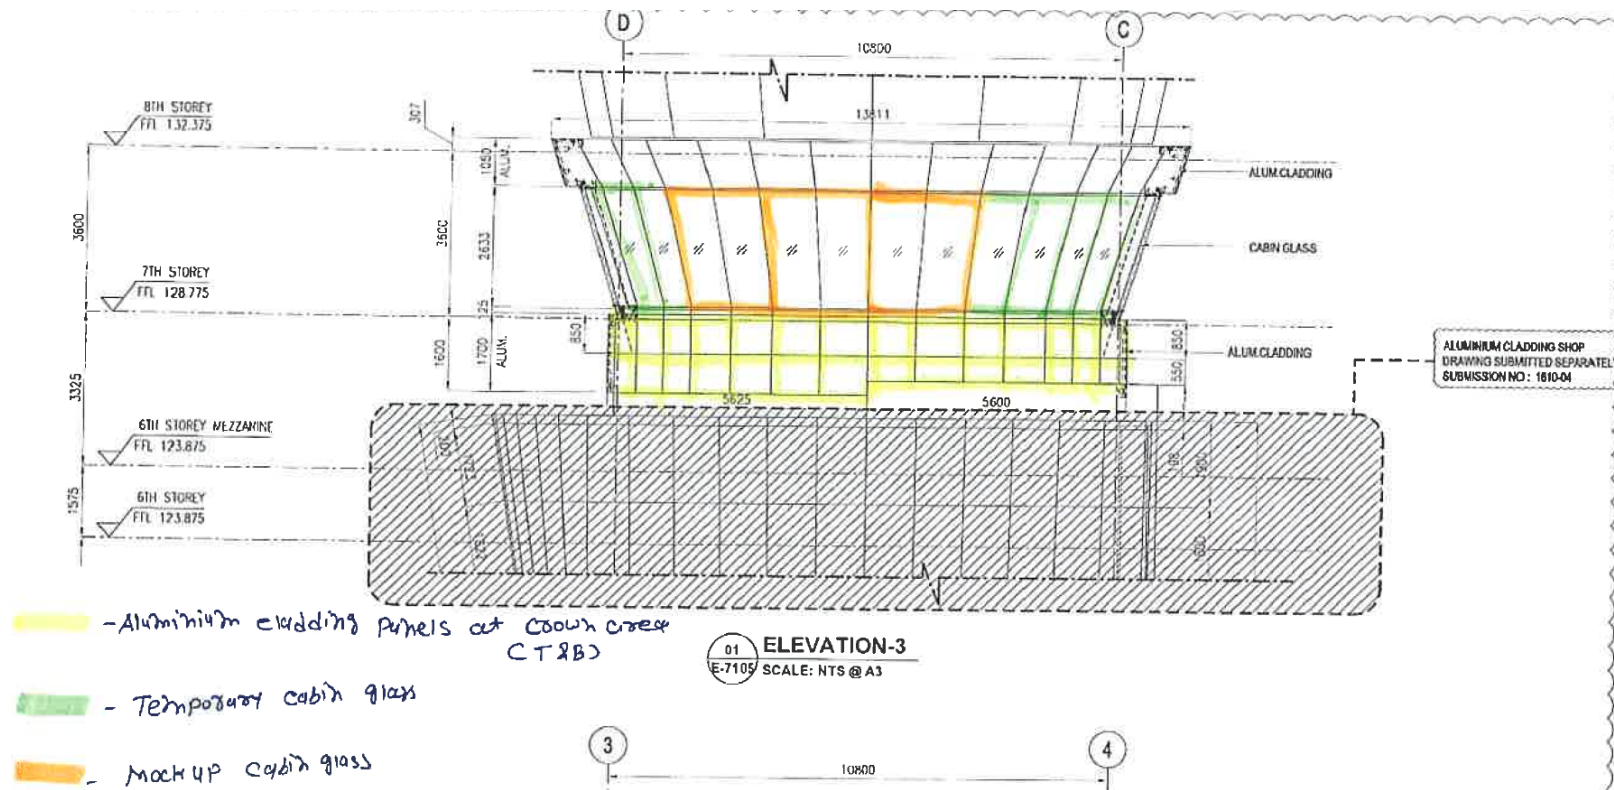 D
C
10800
8TH STOREY
FFL 132.375
307
13811
1050
ALUM.
ALUM.CLADDING
3600
3600
2633
CABIN GLASS
7TH STOREY
FFL 128.775
125
850
1600
1700
ALUM.
850
550
ALUM.CLADDING
ALUMINIUM CLADDING SHOP
DRAWING SUBMITTED SEPARATELY
SUBMISSION NO : 1610-04
3325
5625
5600
6TH STOREY MEZZANINE
FFL 123.875
198
1575
6TH STOREY
FFL 123.875
- Aluminium cladding panels at crown area
(T&B)
01
E-7105
ELEVATION-3
SCALE: NTS @ A3
- Temporary cabin glass
3
4
- Mock up cabin glass
10800